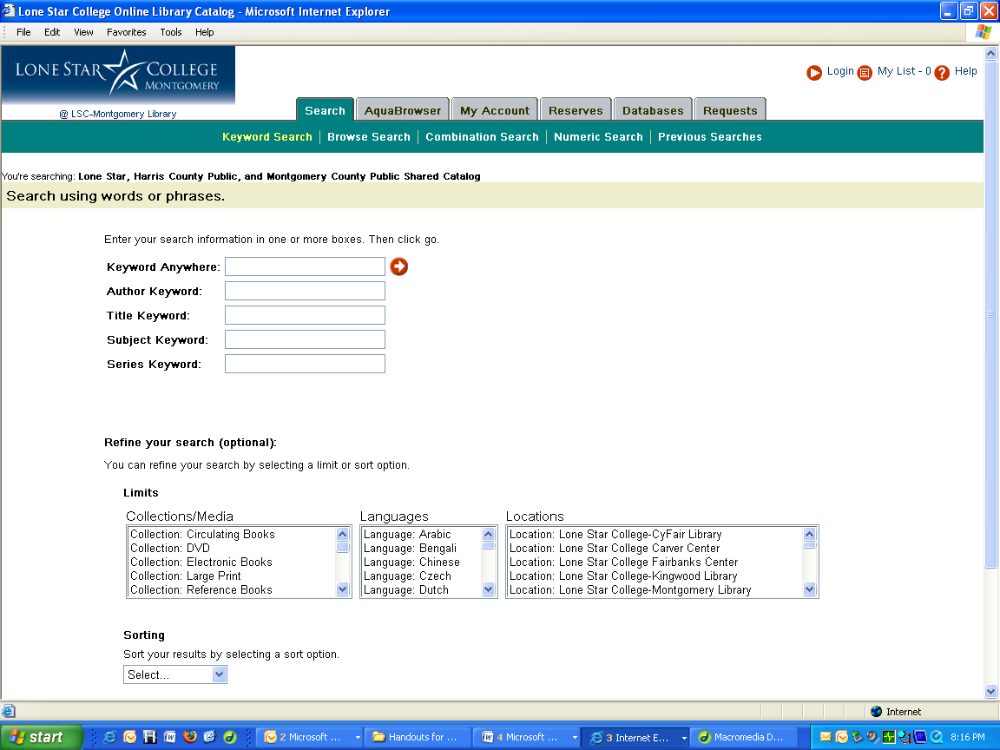 Lone Star College Online Library Catalog - Microsoft Internet Explorer
File Edit View Favorites Tools Help
LONE STAR COLLEGE
MONTGOMERY
@ LSC-Montgomery Library
Login My List - 0 ? Help
Search AquaBrowser My Account Reserves Databases Requests
Keyword Search | Browse Search | Combination Search | Numeric Search | Previous Searches
You're searching: Lone Star, Harris County Public, and Montgomery County Public Shared Catalog
Search using words or phrases.
Enter your search information in one or more boxes. Then click go.
Keyword Anywhere:
Author Keyword:
Title Keyword:
Subject Keyword:
Series Keyword:
Refine your search (optional):
You can refine your search by selecting a limit or sort option.
Limits
Collections/Media Languages Locations
Collection: Circulating Books Language: Arabic Location: Lone Star College-CyFair Library
Collection: DVD Language: Bengali Location: Lone Star College Carver Center
Collection: Electronic Books Language: Chinese Location: Lone Star College Fairbanks Center
Collection: Large Print Language: Czech Location: Lone Star College-Kingwood Library
Collection: Reference Books Language: Dutch Location: Lone Star College-Montgomery Library
Sorting
Sort your results by selecting a sort option.
Select...
Internet
start 2 Microsoft ... Handouts for ... 4 Microsoft ... 3 Internet E... Macromedia D... 8:16 PM